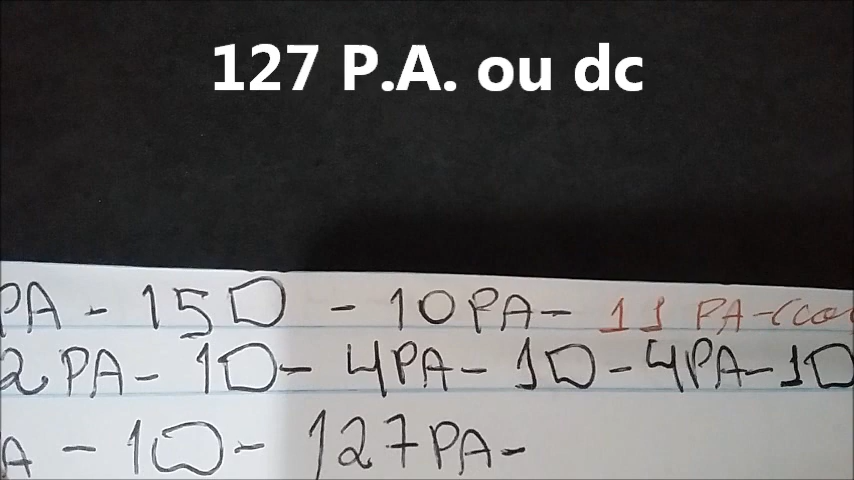 127 P.A. ou dc
PA - 15 □ - 10 PA - 11 PA -
2 PA - 1 □ - 4 PA - 1 □ - 4 PA - 1 □
A - 1 □ - 127 PA -